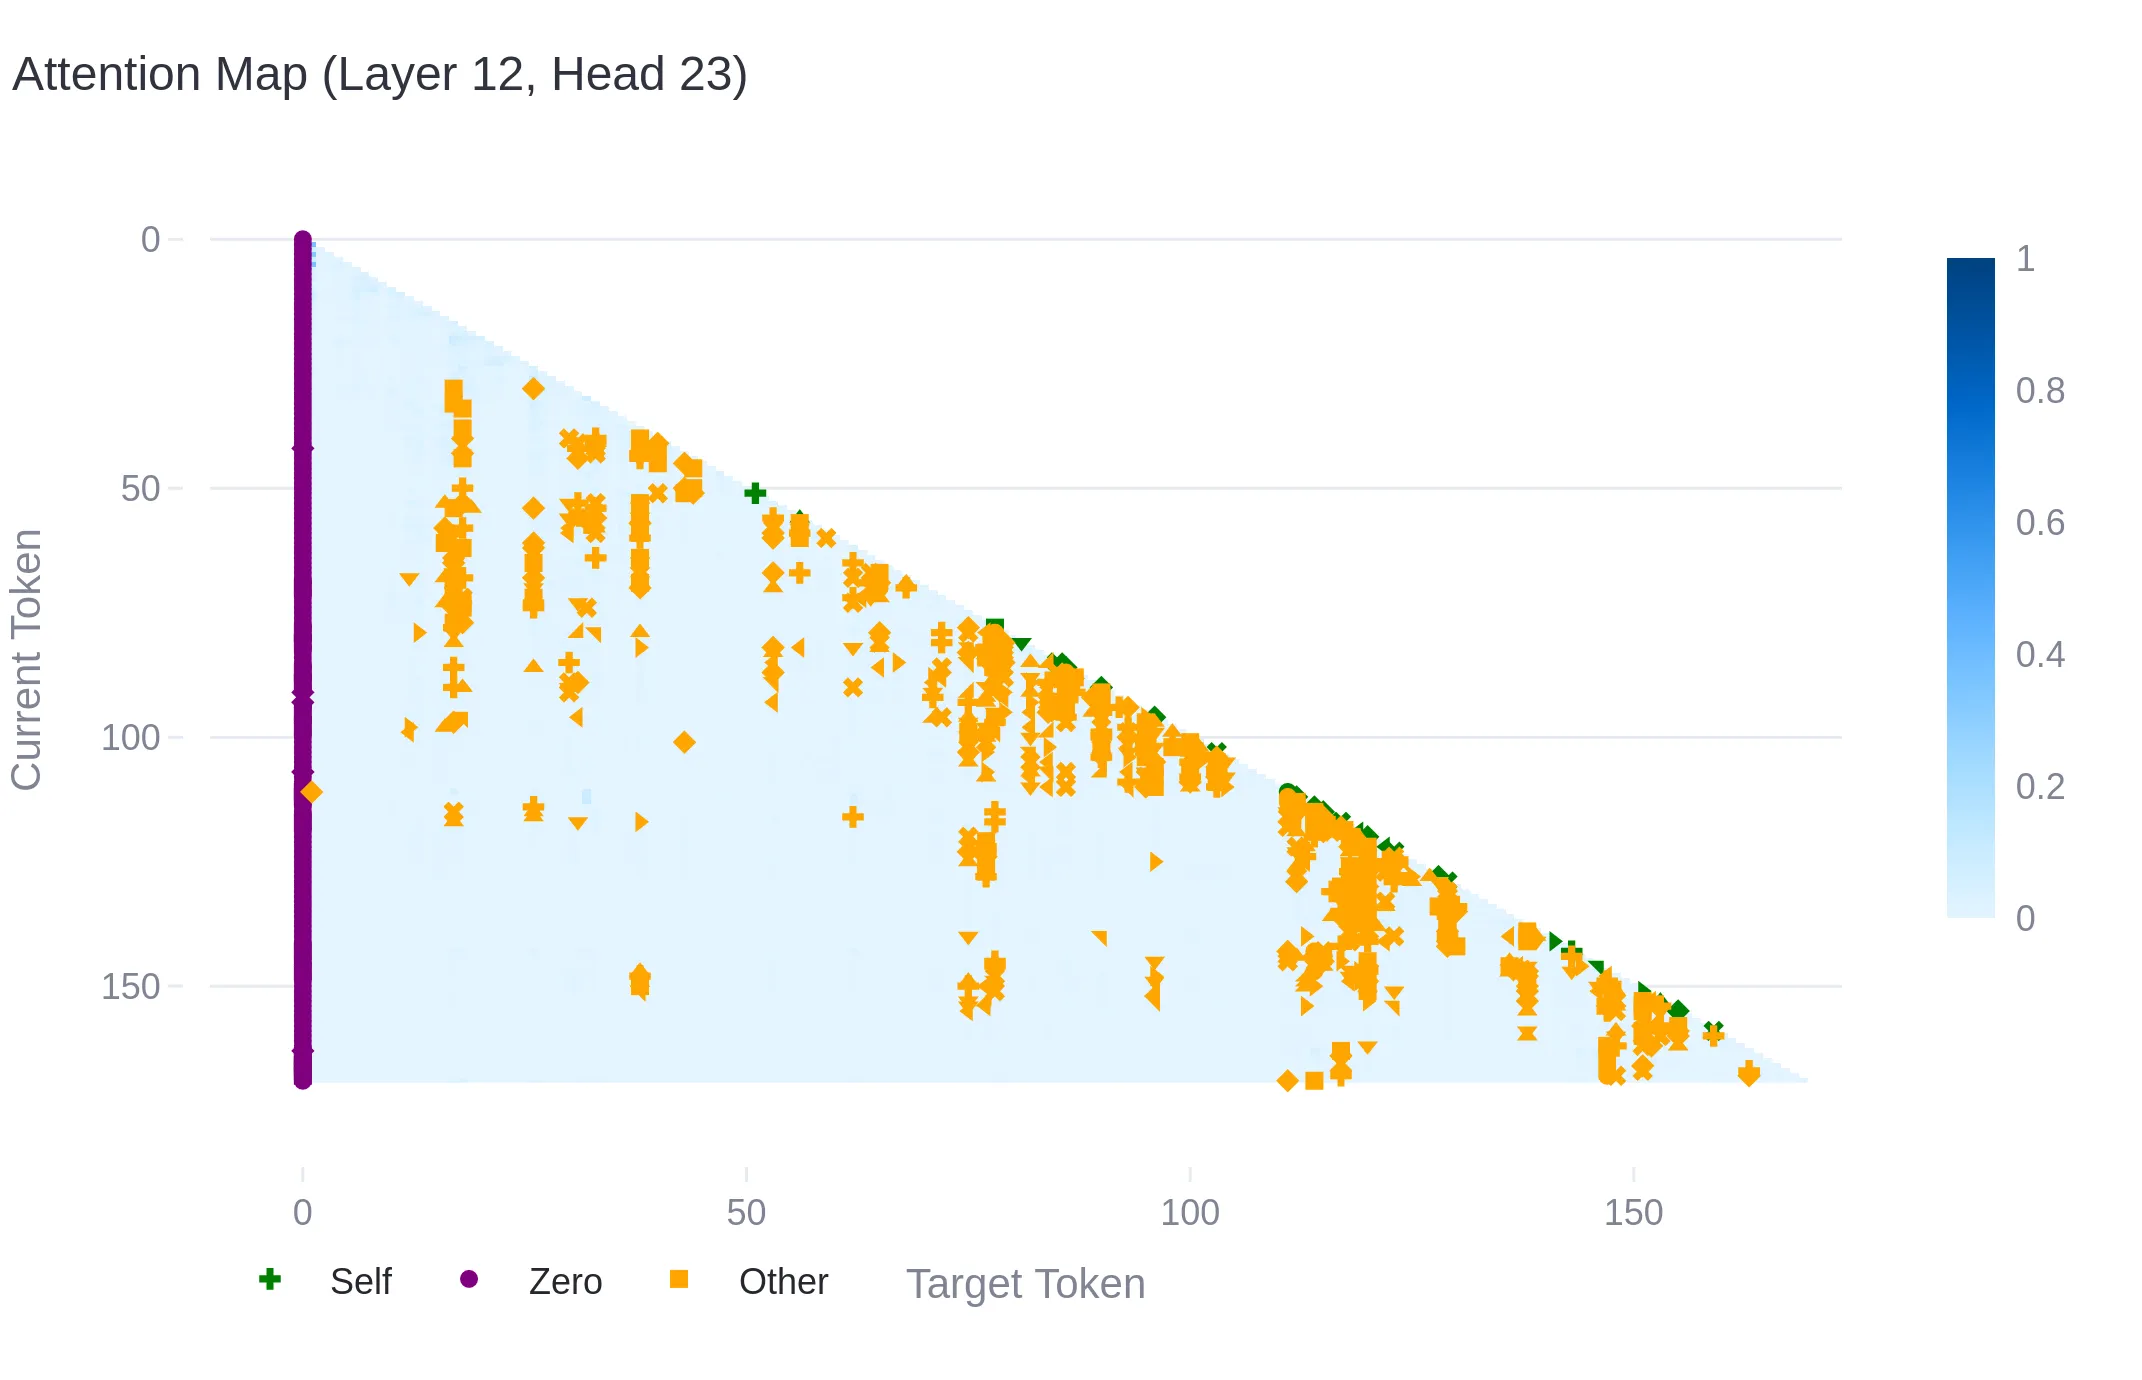 Attention Map (Layer 12, Head 23)
0
50
100
150
Current Token
0
50
100
150
Target Token
Self
Zero
Other
1
0.8
0.6
0.4
0.2
0